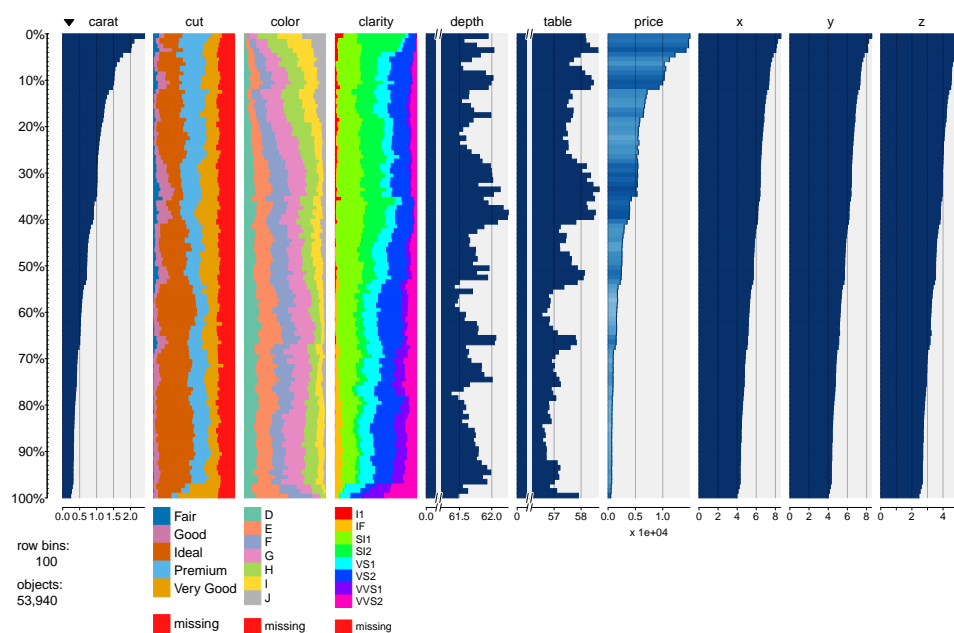 carat cut color clarity depth table price x y z
0%
10%
20%
30%
40%
50%
60%
70%
80%
90%
100%
0.0 0.5 1.0 1.5 2.0 0.0 61.5 62.0 0 57 58 0.0 0.5 1.0 0 2 4 6 8 0 2 4 6 8 0 2 4
x 1e+04
row bins:
100
objects:
53,940
Fair
Good
Ideal
Premium
Very Good
missing
D
E
F
G
H
I
J
missing
I1
IF
SI1
SI2
VS1
VS2
VVS1
VVS2
missing